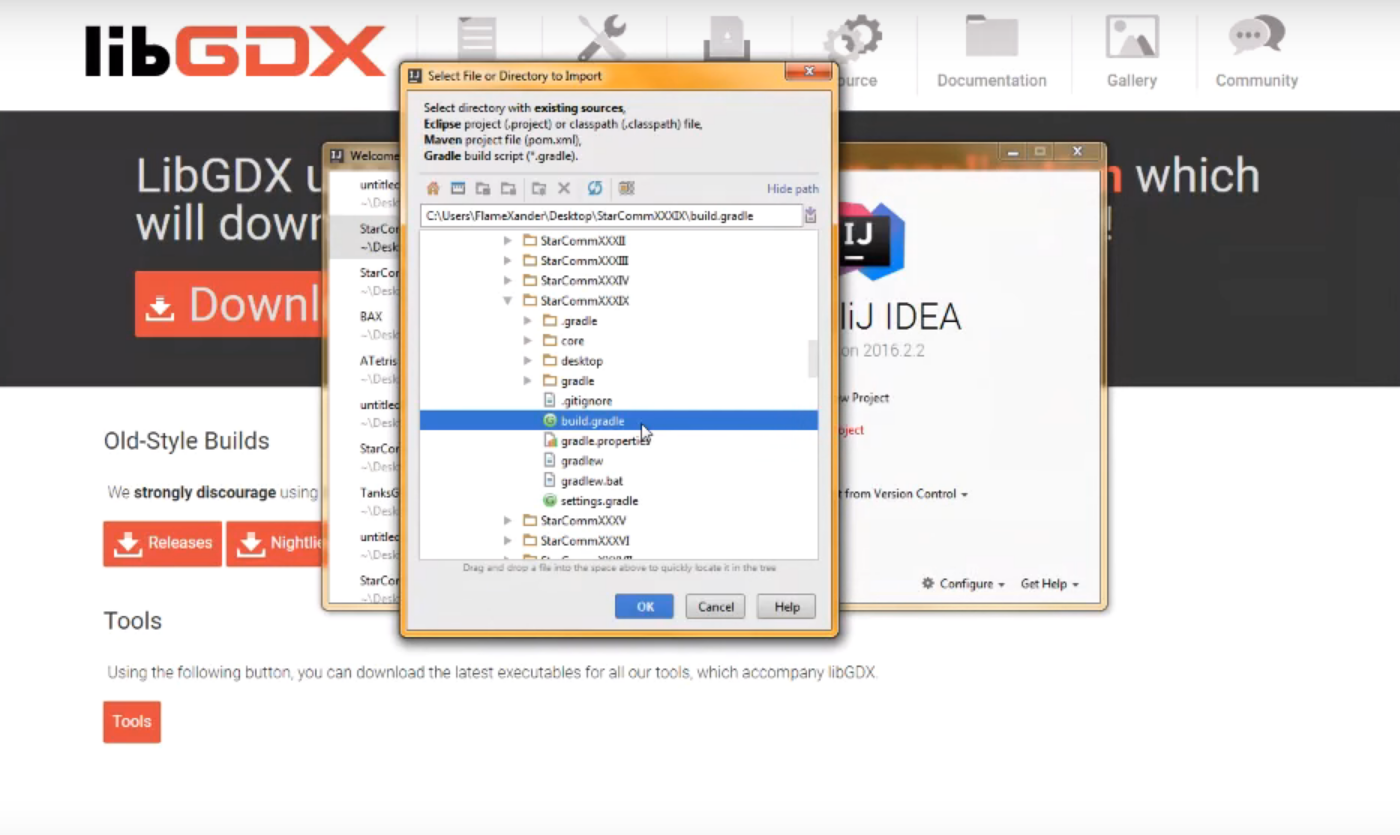 libGDX
ource
Documentation
Gallery
Community
LibGDX u
which
will down
!
Downl
Old-Style Builds
We strongly discourage using
Releases
Nightlie
Tools
Using the following button, you can download the latest executables for all our tools, which accompany libGDX.
Tools
Welcome
untitled
~\Desk
StarCor
~\Desk
StarCor
~\Desk
BAX
~\Desk
ATetris
~\Desk
untitled
~\Desk
StarCor
~\Desk
TanksG
~\Desk
untitled
~\Desk
StarCor
~\Desk
Select File or Directory to Import
Select directory with existing sources,
Eclipse project (.project) or classpath (.classpath) file,
Maven project file (pom.xml),
Gradle build script (*.gradle).
Hide path
C:\Users\FlameXander\Desktop\StarCommXXXIX\build.gradle
StarCommXXXII
StarCommXXXIII
StarCommXXXIV
StarCommXXXIX
.gradle
core
desktop
gradle
.gitignore
build.gradle
gradle.properties
gradlew
gradlew.bat
settings.gradle
StarCommXXXV
StarCommXXXVI
Drag and drop a file into the space above to quickly locate it in the tree
OK
Cancel
Help
IJ
liJ IDEA
on 2016.2.2
w Project
oject
t from Version Control
Configure
Get Help